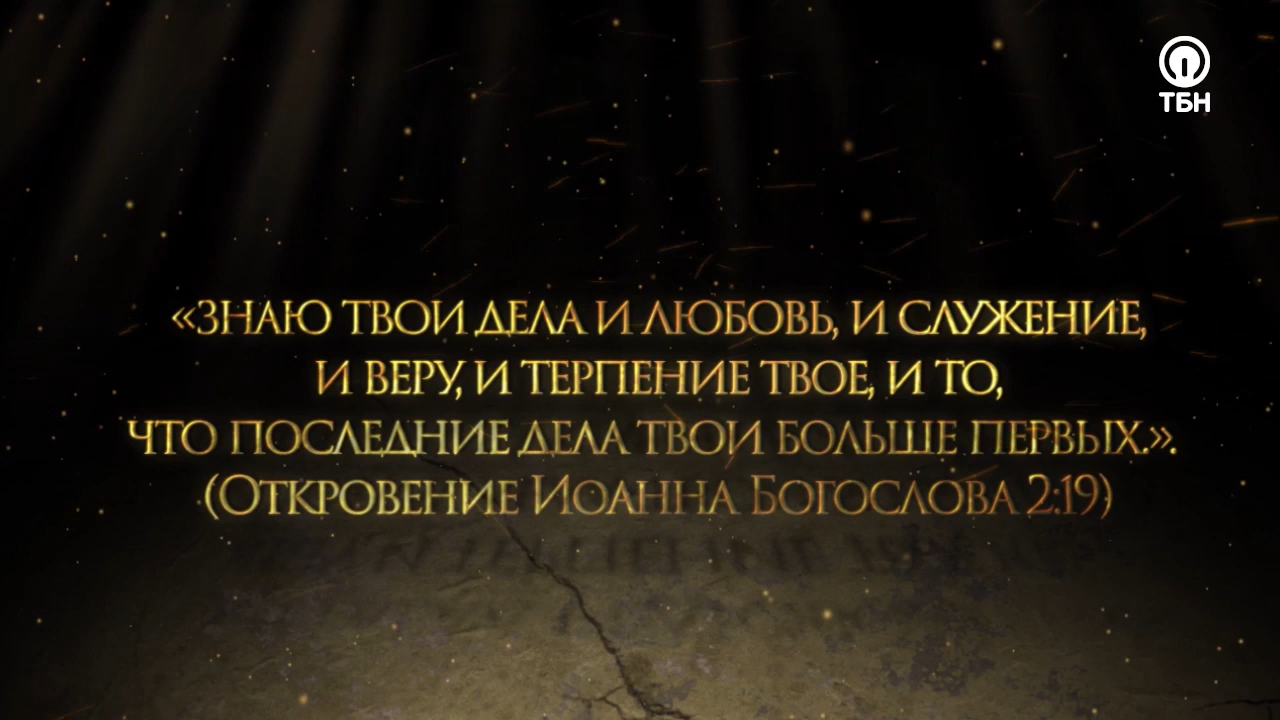 ТБН
«ЗНАЮ ТВОИ ДЕЛА И ЛЮБОВЬ, И СЛУЖЕНИЕ,
И ВЕРУ, И ТЕРПЕНИЕ ТВОЕ, И ТО,
ЧТО ПОСЛЕДНИЕ ДЕЛА ТВОИ БОЛЬШЕ ПЕРВЫХ.».
(ОТКРОВЕНИЕ ИОАННА БОГОСЛОВА 2:19)